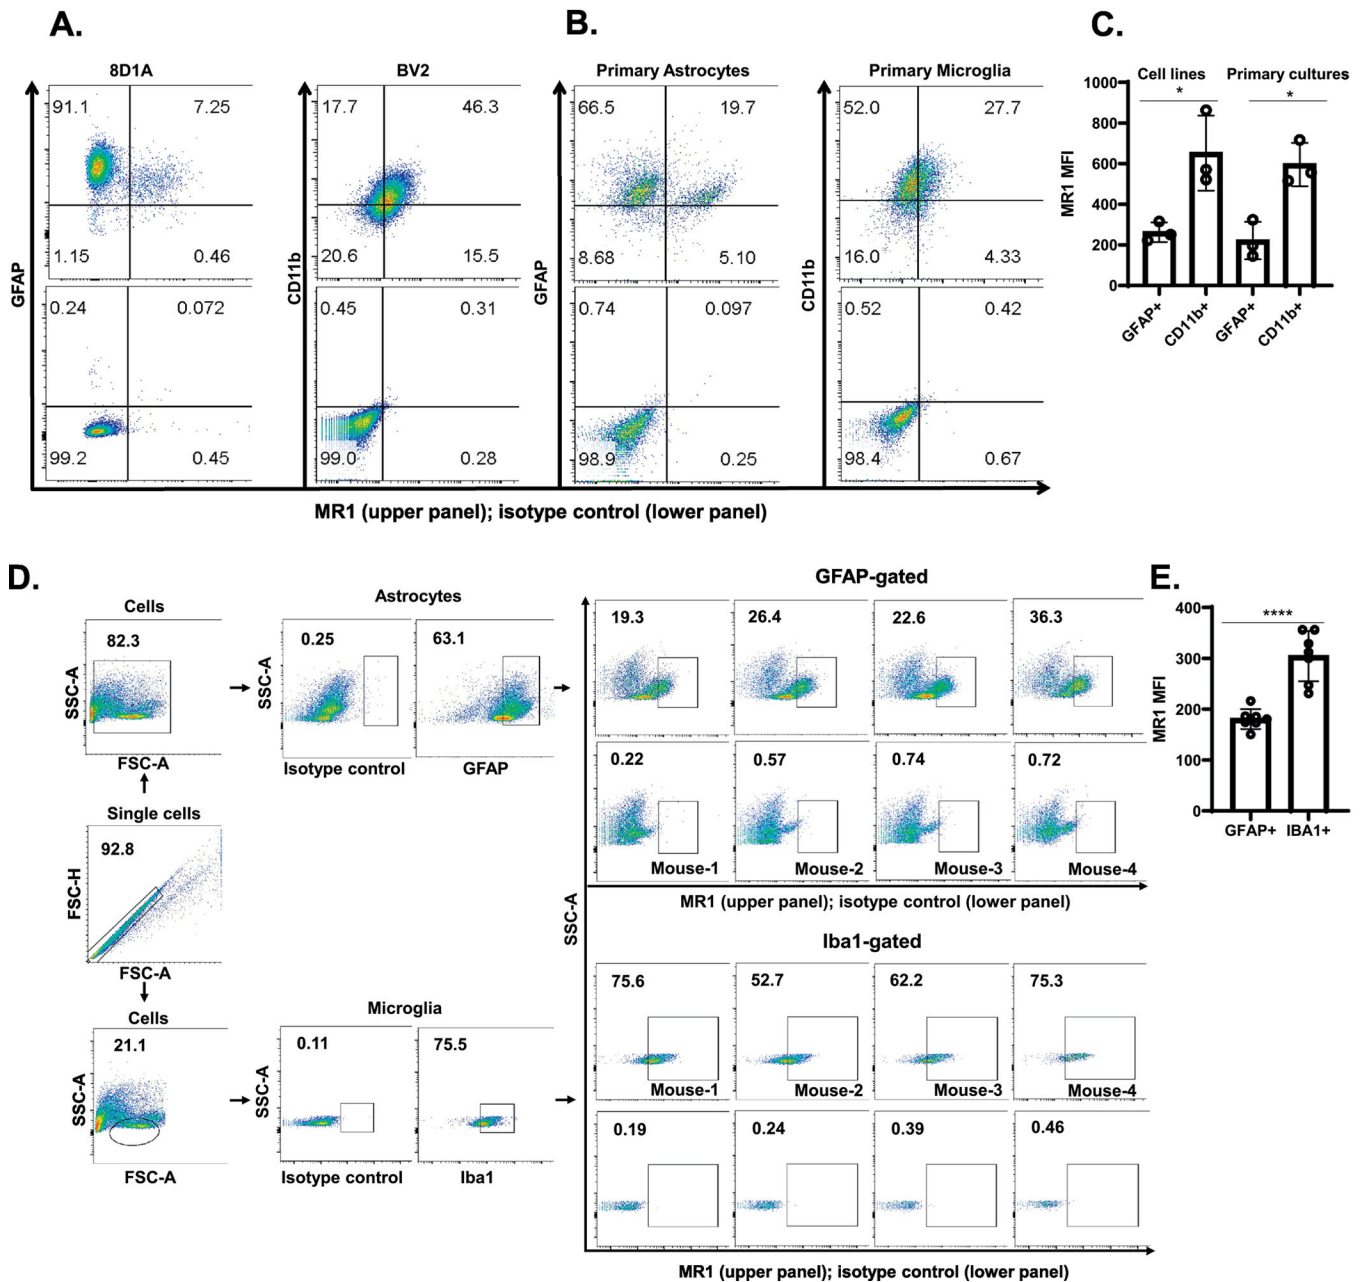 A.
B.
C.
8D1A
BV2
Primary Astrocytes
Primary Microglia
91.1 7.25
1.15 0.46
17.7 46.3
20.6 15.5
66.5 19.7
8.68 5.10
52.0 27.7
16.0 4.33
0.24 0.072
99.2 0.45
0.45 0.31
99.0 0.28
0.74 0.097
98.9 0.25
0.52 0.42
98.4 0.67
GFAP
CD11b
GFAP
CD11b
MR1 (upper panel); isotype control (lower panel)
Cell lines
Primary cultures
*
*
MR1 MFI
1000
800
600
400
200
0
GFAP+
CD11b+
GFAP+
CD11b+
D.
Cells
82.3
SSC-A
FSC-A
Single cells
92.8
FSC-H
FSC-A
Cells
21.1
SSC-A
FSC-A
Astrocytes
0.25
63.1
SSC-A
Isotype control
GFAP
Microglia
0.11
75.5
SSC-A
Isotype control
Iba1
GFAP-gated
19.3 26.4 22.6 36.3
0.22 0.57 0.74 0.72
Mouse-1 Mouse-2 Mouse-3 Mouse-4
MR1 (upper panel); isotype control (lower panel)
SSC-A
Iba1-gated
75.6 52.7 62.2 75.3
Mouse-1 Mouse-2 Mouse-3 Mouse-4
0.19 0.24 0.39 0.46
MR1 (upper panel); isotype control (lower panel)
E.
****
MR1 MFI
400
300
200
100
0
GFAP+ IBA1+